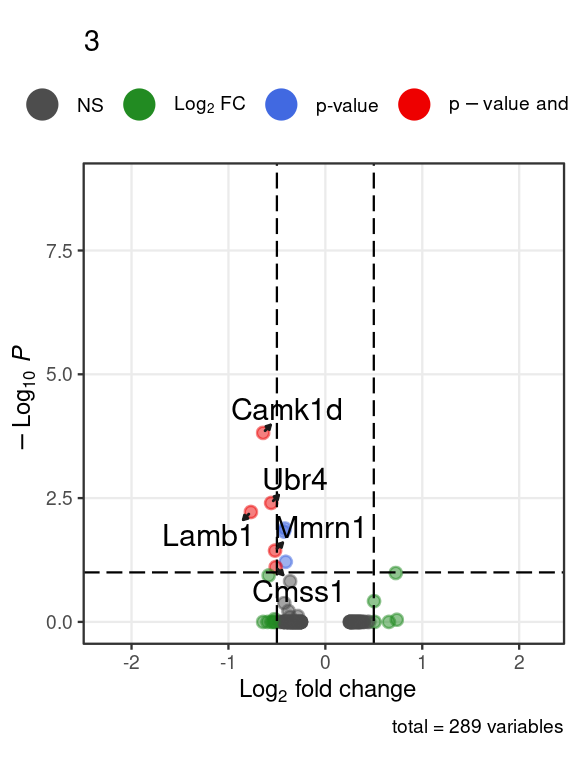 3
NS Log₂ FC p-value p − value and
7.5
5.0
2.5
0.0
− Log₁₀ P
Camk1d
Ubr4
Mmrn1
Lamb1
Cmss1
-2 -1 0 1 2
Log₂ fold change
total = 289 variables